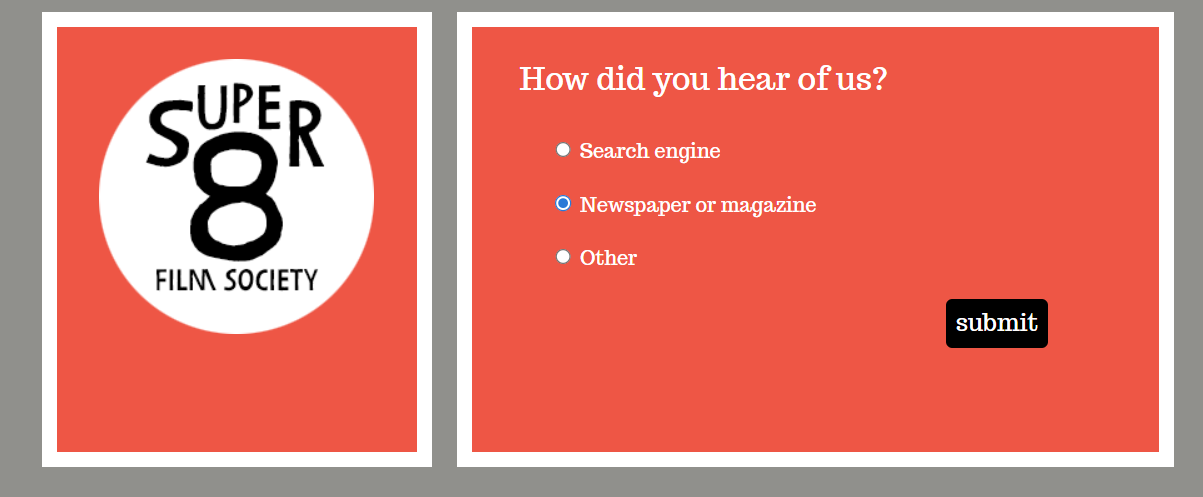 SUPER
8
FILM SOCIETY
How did you hear of us?
Search engine
Newspaper or magazine
Other
submit